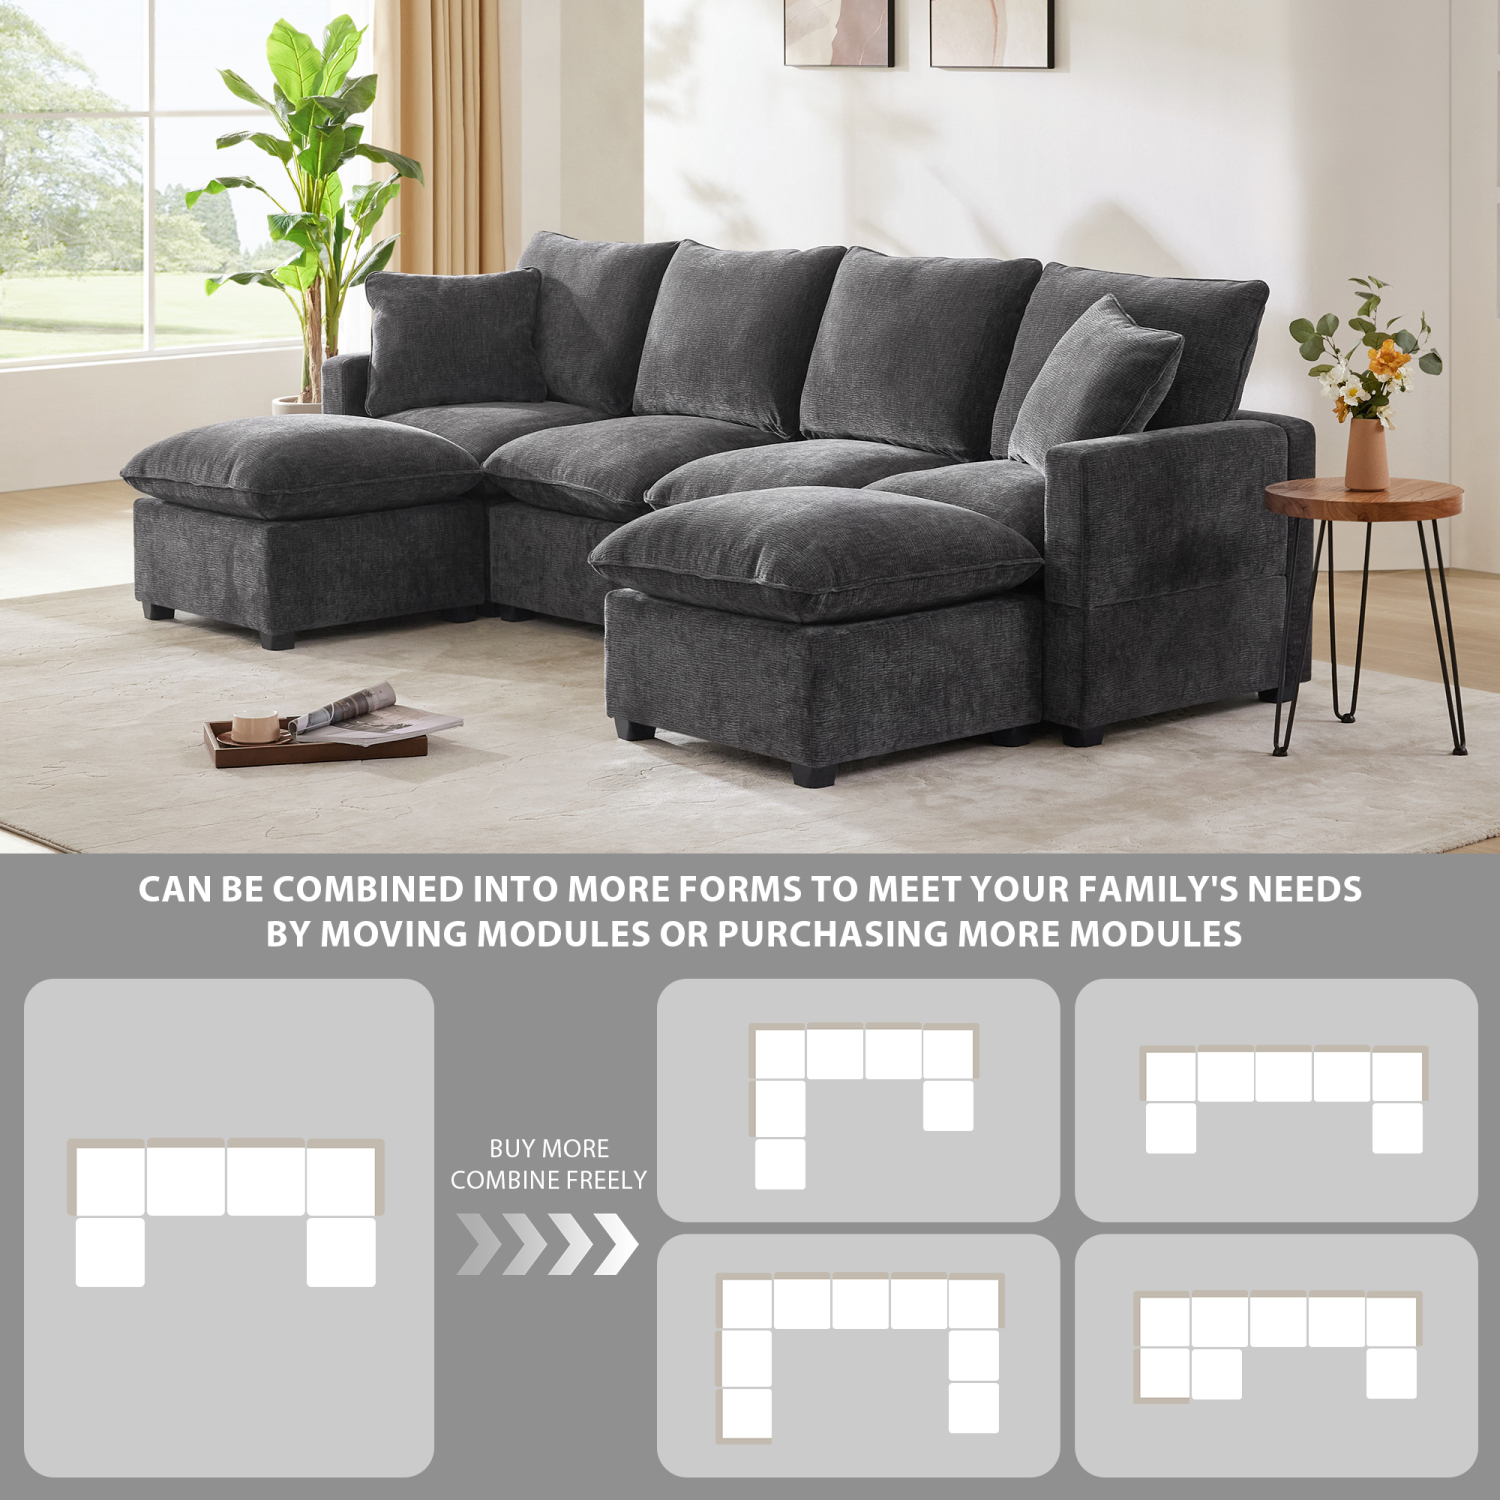 CAN BE COMBINED INTO MORE FORMS TO MEET YOUR FAMILY'S NEEDS
BY MOVING MODULES OR PURCHASING MORE MODULES
BUY MORE
COMBINE FREELY